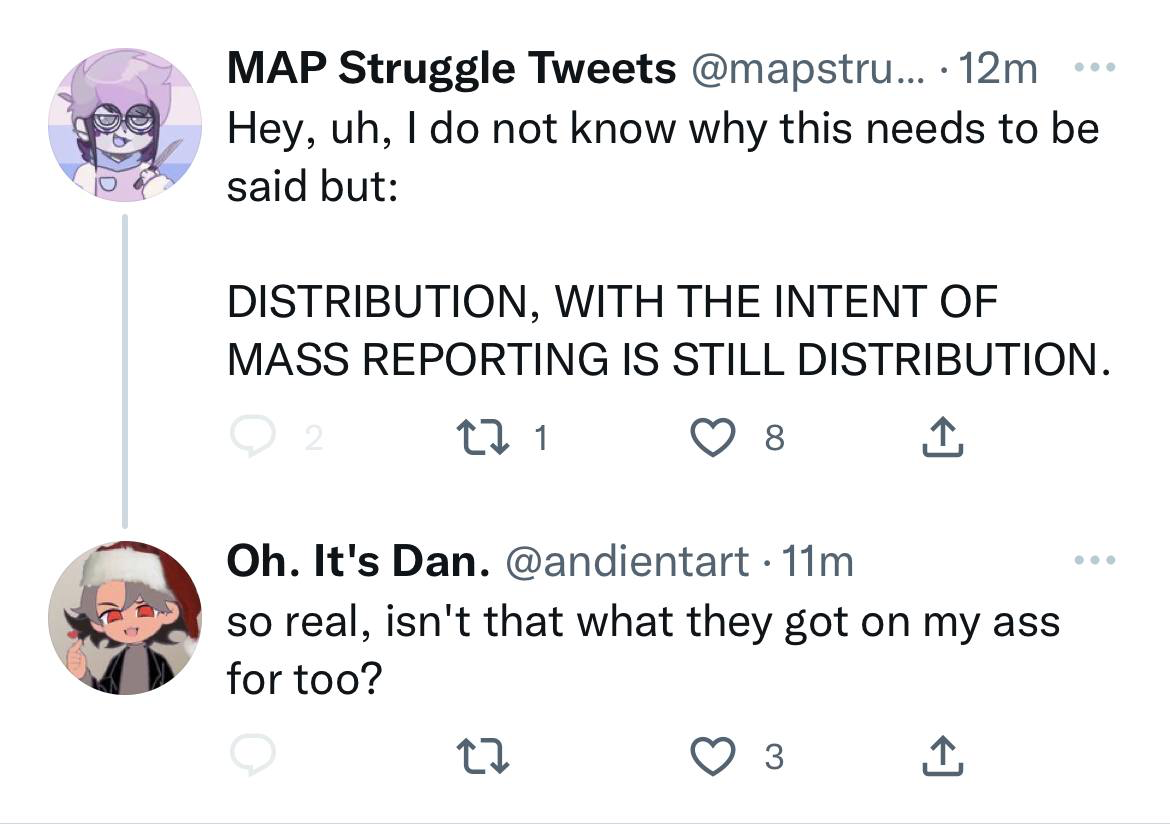 MAP Struggle Tweets @mapstru... · 12m
Hey, uh, I do not know why this needs to be
said but:
DISTRIBUTION, WITH THE INTENT OF
MASS REPORTING IS STILL DISTRIBUTION.
2 1 8
Oh. It's Dan. @andientart · 11m
so real, isn't that what they got on my ass
for too?
3